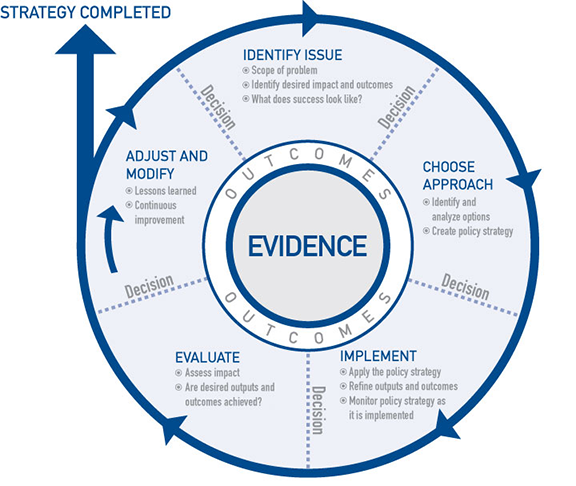 STRATEGY COMPLETED
IDENTIFY ISSUE
Scope of problem
Identify desired impact and outcomes
What does success look like?
Decision
Decision
CHOOSE
APPROACH
Identify and
analyze options
Create policy strategy
Decision
IMPLEMENT
Apply the policy strategy
Refine outputs and outcomes
Monitor policy strategy as
it is implemented
Decision
EVALUATE
Assess impact
Are desired outputs and
outcomes achieved?
Decision
ADJUST AND
MODIFY
Lessons learned
Continuous
improvement
OUTCOMES
EVIDENCE
OUTCOMES